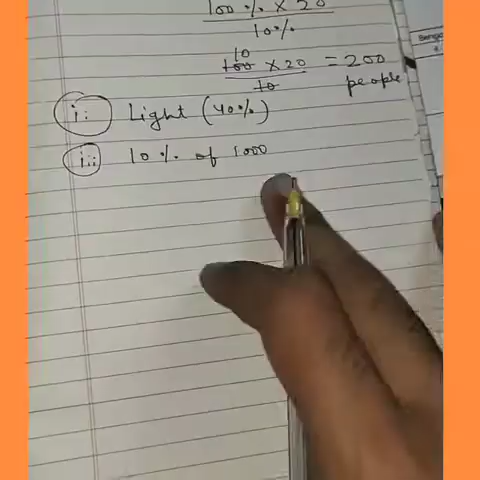 100 % × 20
10%
10
100 × 20 = 200
10 people
i: Light (40%)
ii 10 % of 1000